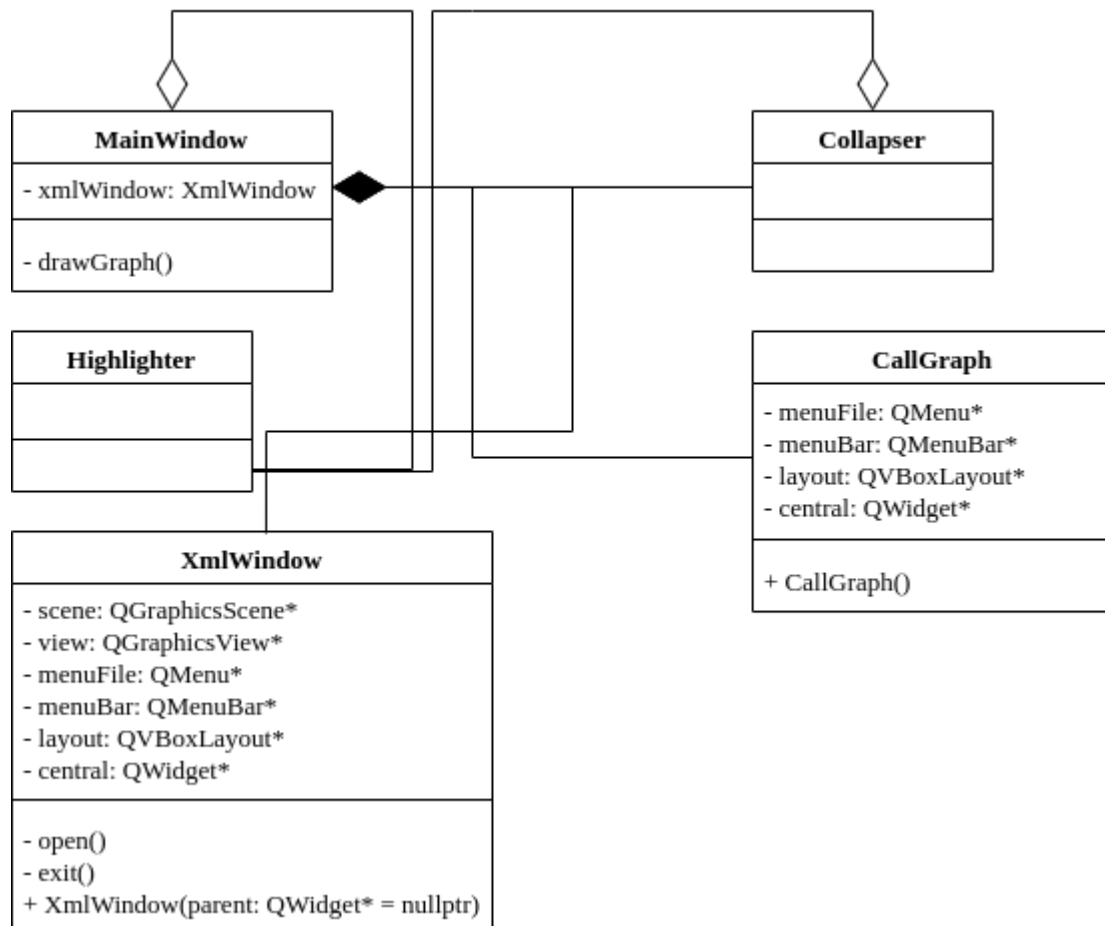 MainWindow
- xmlWindow: XmlWindow
- drawGraph()
Collapser
Highlighter
CallGraph
- menuFile: QMenu*
- menuBar: QMenuBar*
- layout: QVBoxLayout*
- central: QWidget*
+ CallGraph()
XmlWindow
- scene: QGraphicsScene*
- view: QGraphicsView*
- menuFile: QMenu*
- menuBar: QMenuBar*
- layout: QVBoxLayout*
- central: QWidget*
- open()
- exit()
+ XmlWindow(parent: QWidget* = nullptr)